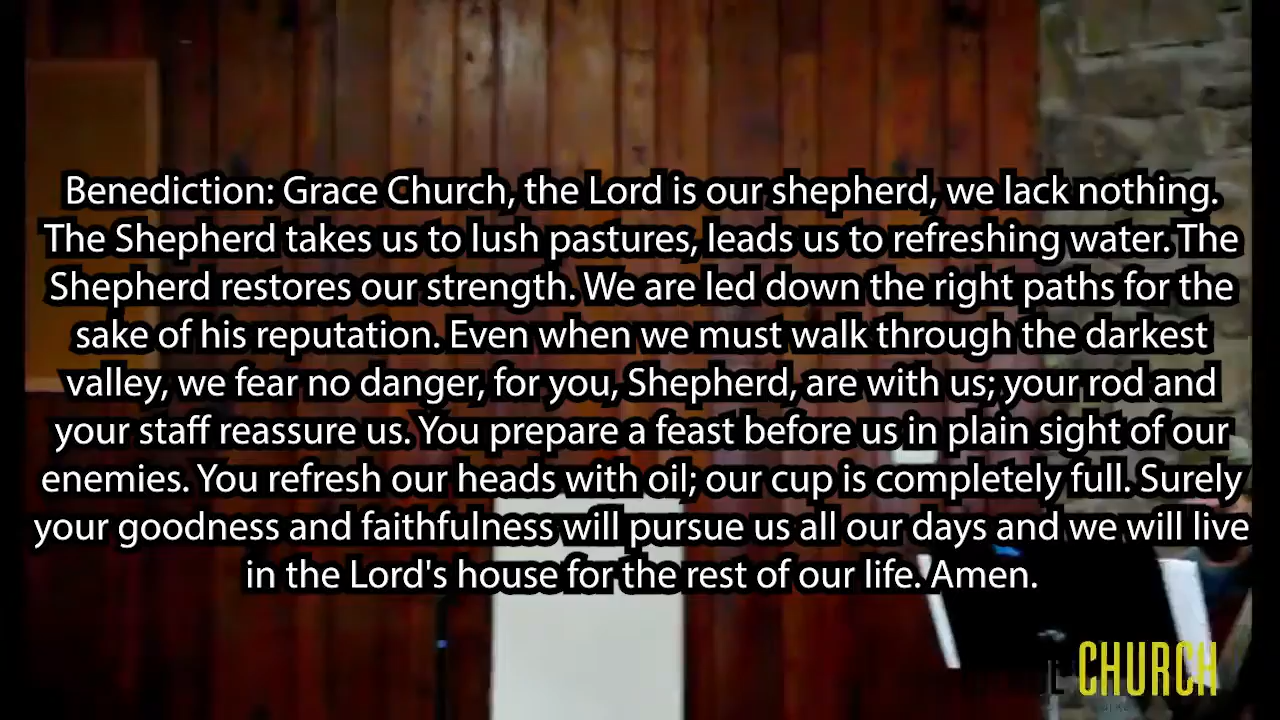 Benediction: Grace Church, the Lord is our shepherd, we lack nothing.
The Shepherd takes us to lush pastures, leads us to refreshing water. The
Shepherd restores our strength. We are led down the right paths for the
sake of his reputation. Even when we must walk through the darkest
valley, we fear no danger, for you, Shepherd, are with us; your rod and
your staff reassure us. You prepare a feast before us in plain sight of our
enemies. You refresh our heads with oil; our cup is completely full. Surely
your goodness and faithfulness will pursue us all our days and we will live
in the Lord's house for the rest of our life. Amen.
CHURCH